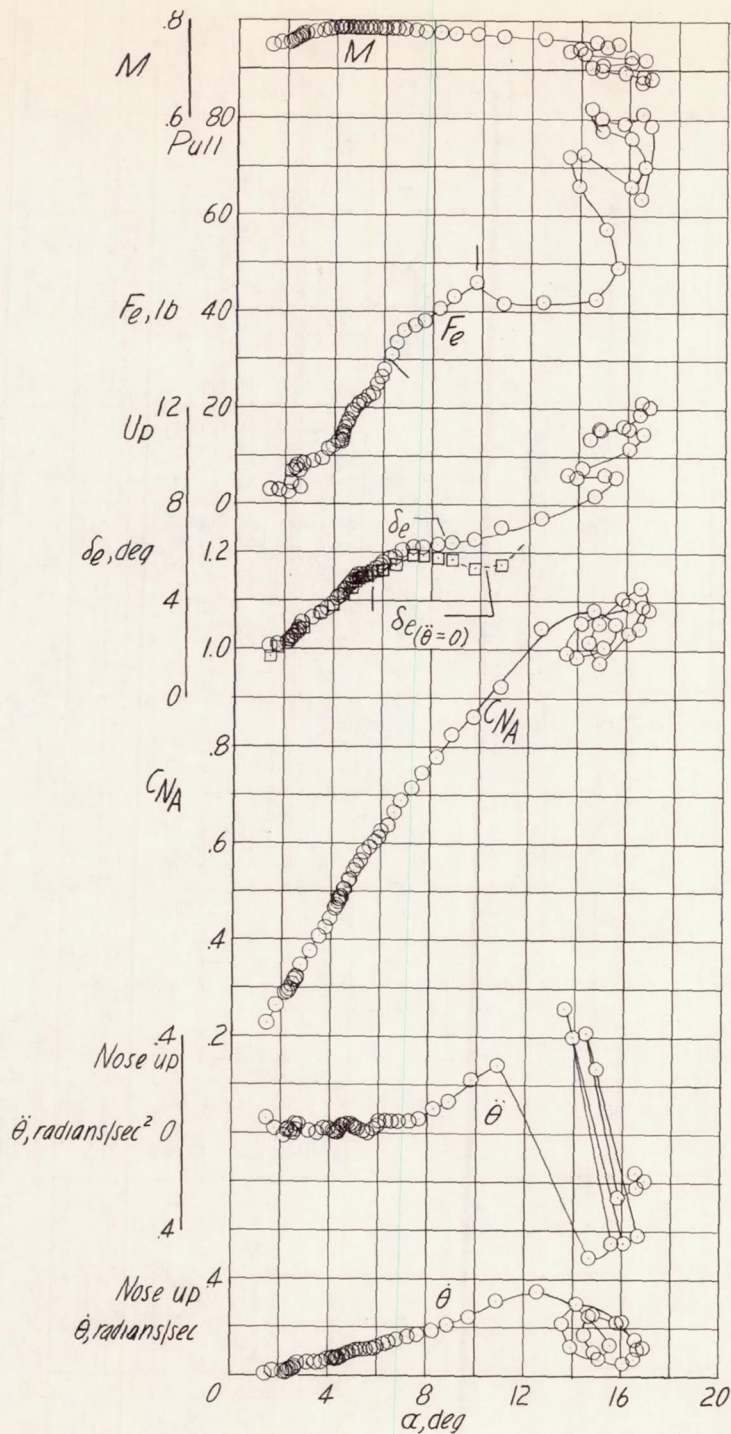 .8
M
M
.6 80
Pull
60
Fe, lb 40
Fe
Up 12 20
8 0
δe
δe, deg 1.2
4
δe(θ̈=0)
1.0
0
.8
CNA
CNA
.6
.4
.4 .2
Nose up
θ̈, radians/sec² 0
θ̈
.4
Nose up .4
θ̇
θ̇, radians/sec
0 4 8 12 16 20
α, deg